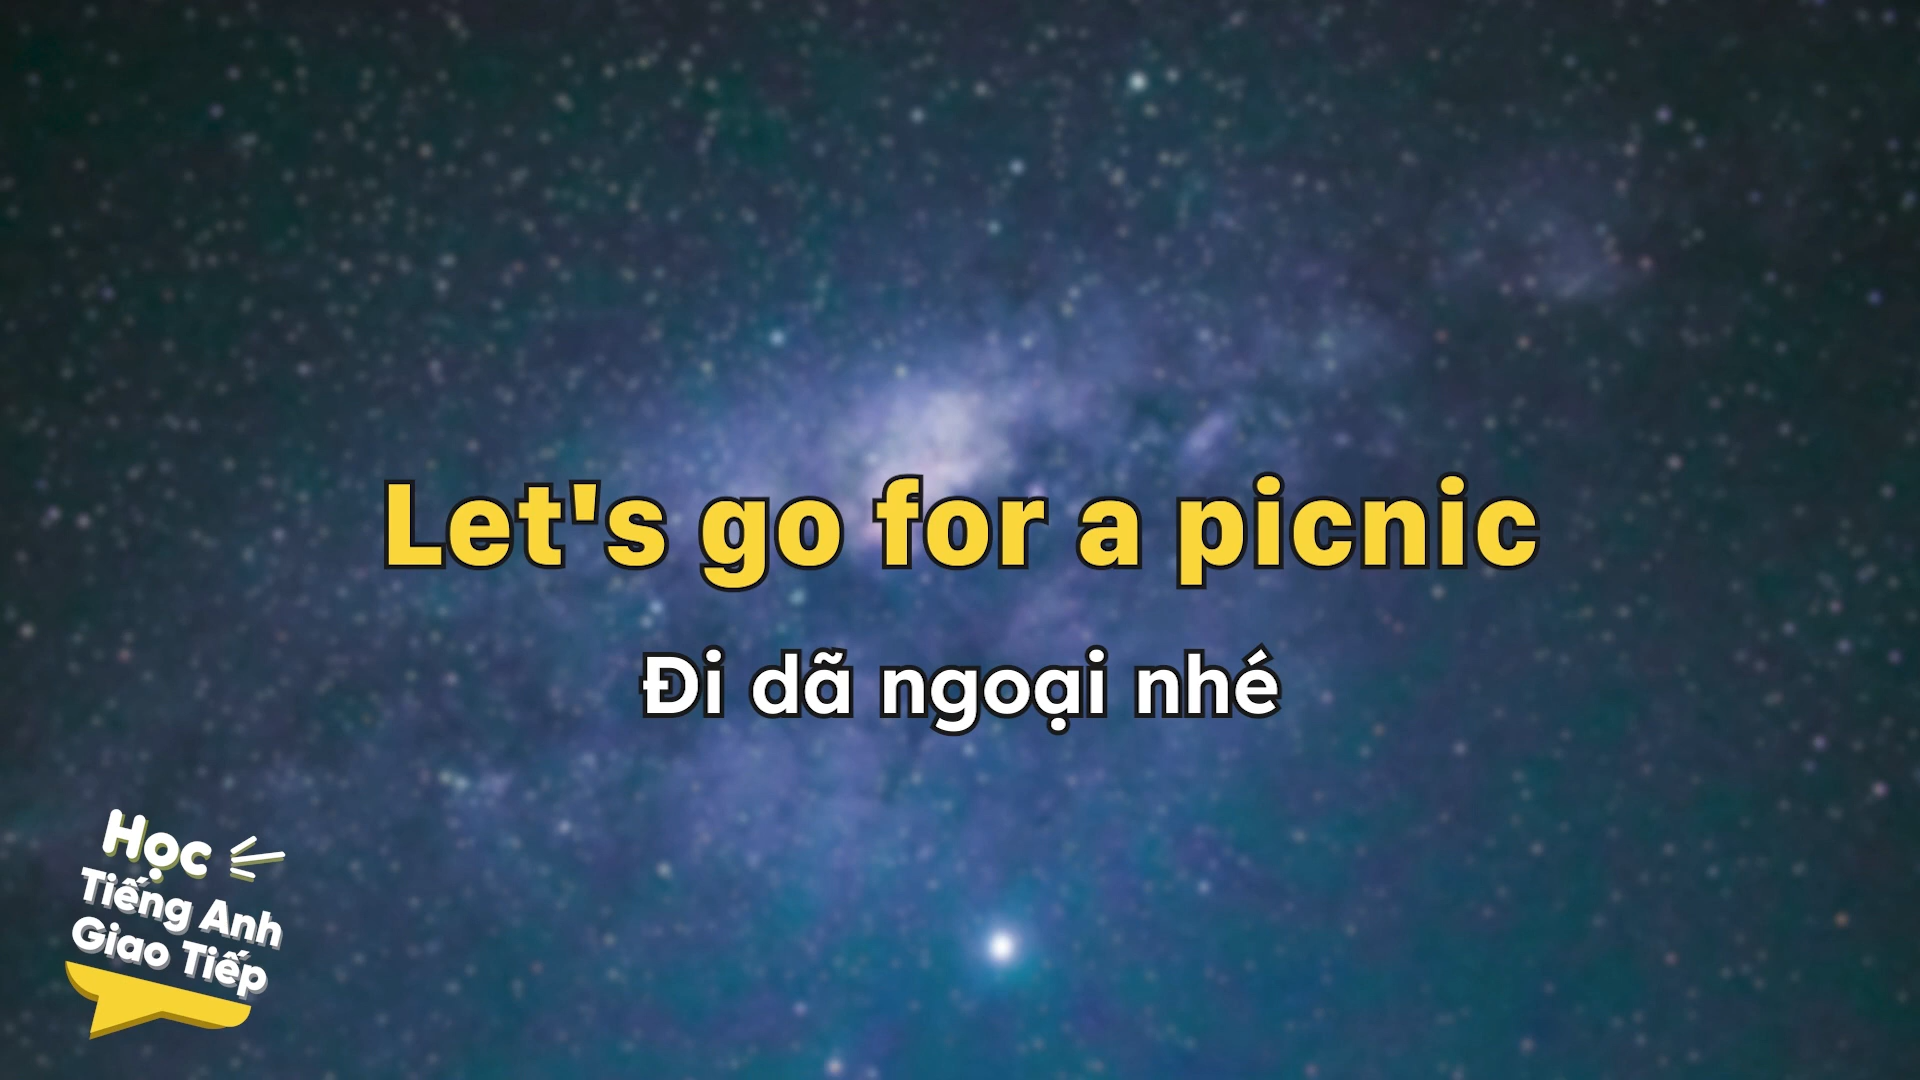 Let's go for a picnic
Đi dã ngoại nhé
Học
Tiếng Anh
Giao Tiếp